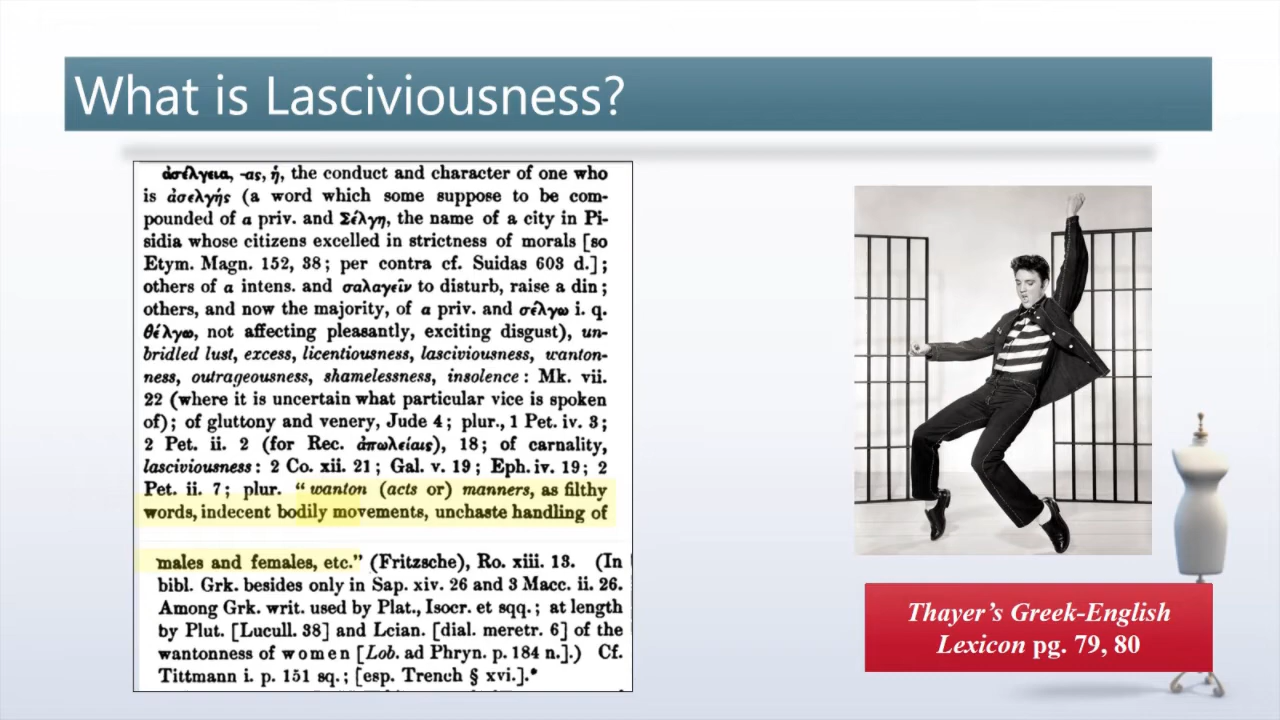 What is Lasciviousness?
ἀσέλγεια, -ας, ἡ, the conduct and character of one who
is ἀσελγής (a word which some suppose to be com-
pounded of a priv. and Σέλγη, the name of a city in Pi-
sidia whose citizens excelled in strictness of morals [so
Etym. Magn. 152, 38; per contra cf. Suidas 603 d.];
others of a intens. and σαλαγεῖν to disturb, raise a din;
others, and now the majority, of a priv. and σέλγω i. q.
θέλγω, not affecting pleasantly, exciting disgust), un-
bridled lust, excess, licentiousness, lasciviousness, wanton-
ness, outrageousness, shamelessness, insolence: Mk. vii.
22 (where it is uncertain what particular vice is spoken
of); of gluttony and venery, Jude 4; plur., 1 Pet. iv. 3;
2 Pet. ii. 2 (for Rec. ἀπωλείαις), 18; of carnality,
lasciviousness: 2 Co. xii. 21; Gal. v. 19; Eph. iv. 19; 2
Pet. ii. 7; plur. “wanton (acts or) manners, as filthy
words, indecent bodily movements, unchaste handling of
males and females, etc.” (Fritzsche), Ro. xiii. 13. (In
bibl. Grk. besides only in Sap. xiv. 26 and 3 Macc. ii. 26.
Among Grk. writ. used by Plat., Isocr. et sqq.; at length
by Plut. [Lucull. 38] and Lcian. [dial. meretr. 6] of the
wantonness of women [Lob. ad Phryn. p. 184 n.].) Cf.
Tittmann i. p. 151 sq.; [esp. Trench § xvi.].*
Thayer’s Greek-English
Lexicon pg. 79, 80